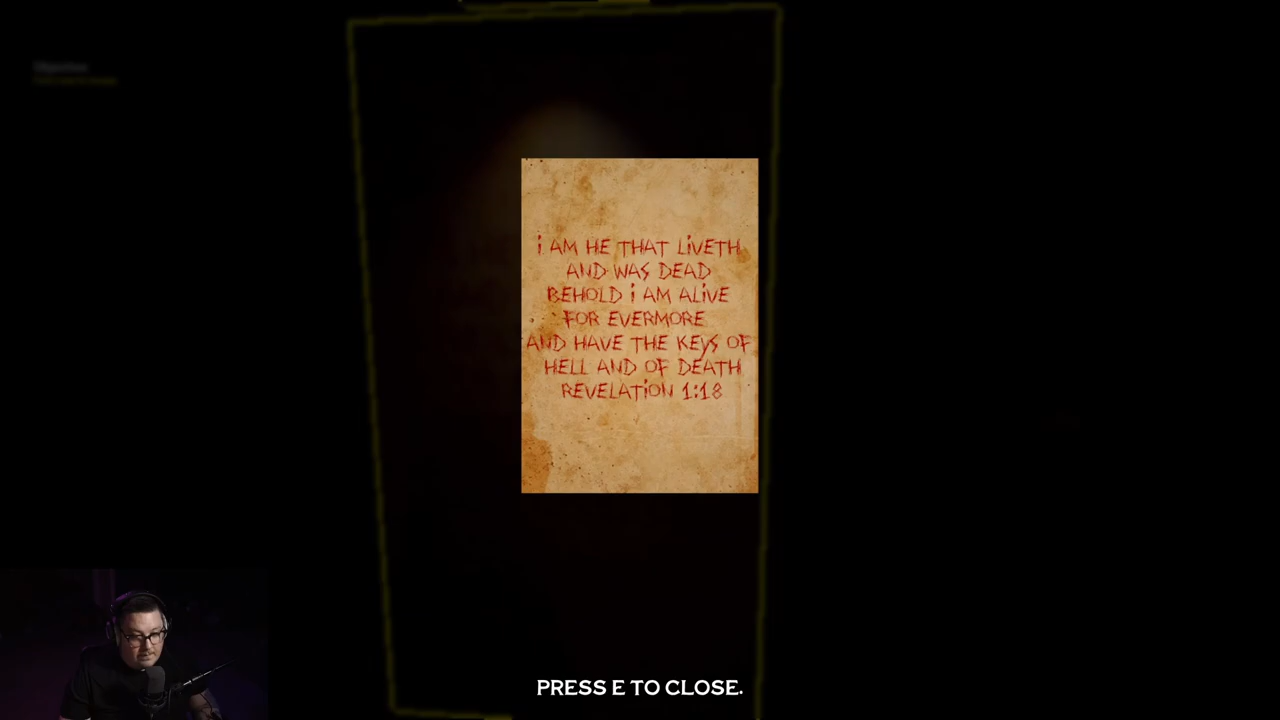 i AM HE THAT LiVETH
AND WAS DEAD
BEHOLD i AM ALiVE
FOR EVERMORE
AND HAVE THE KEYS OF
HELL AND OF DEATH
REVELATiON 1:18
PRESS E TO CLOSE.